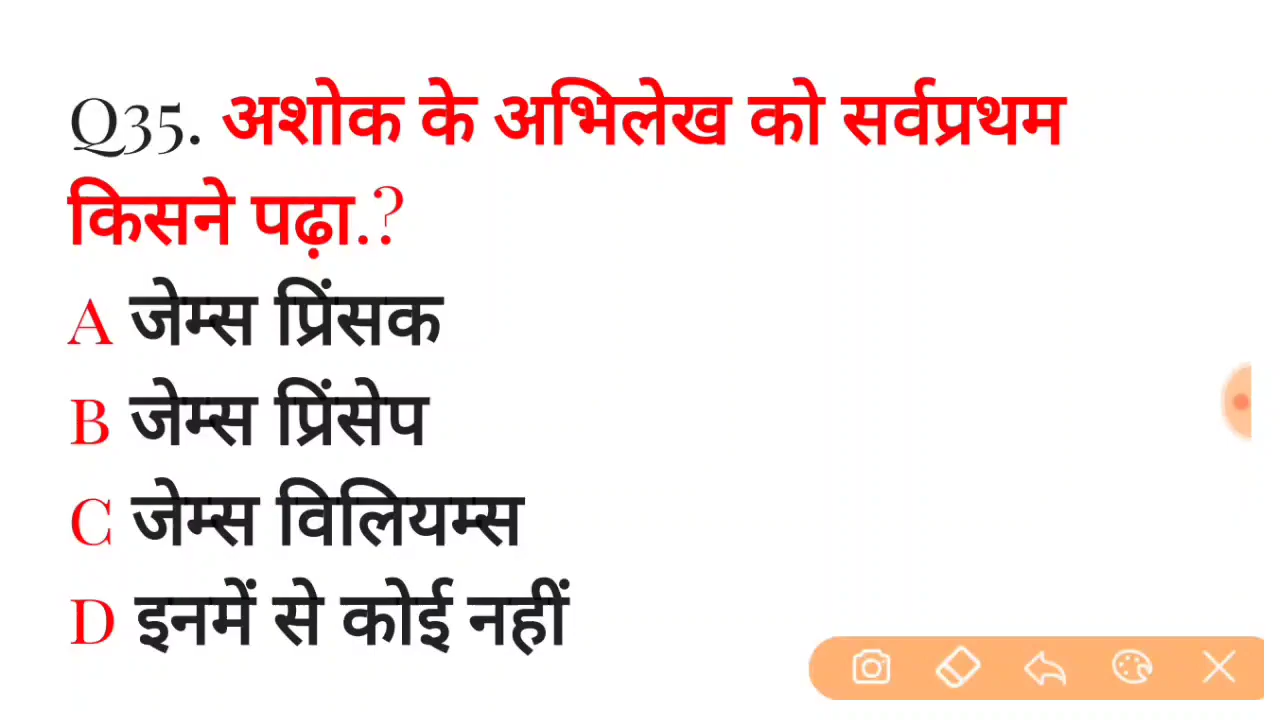 Q35. अशोक के अभिलेख को सर्वप्रथम
किसने पढ़ा.?
A जेम्स प्रिंसक
B जेम्स प्रिंसेप
C जेम्स विलियम्स
D इनमें से कोई नहीं